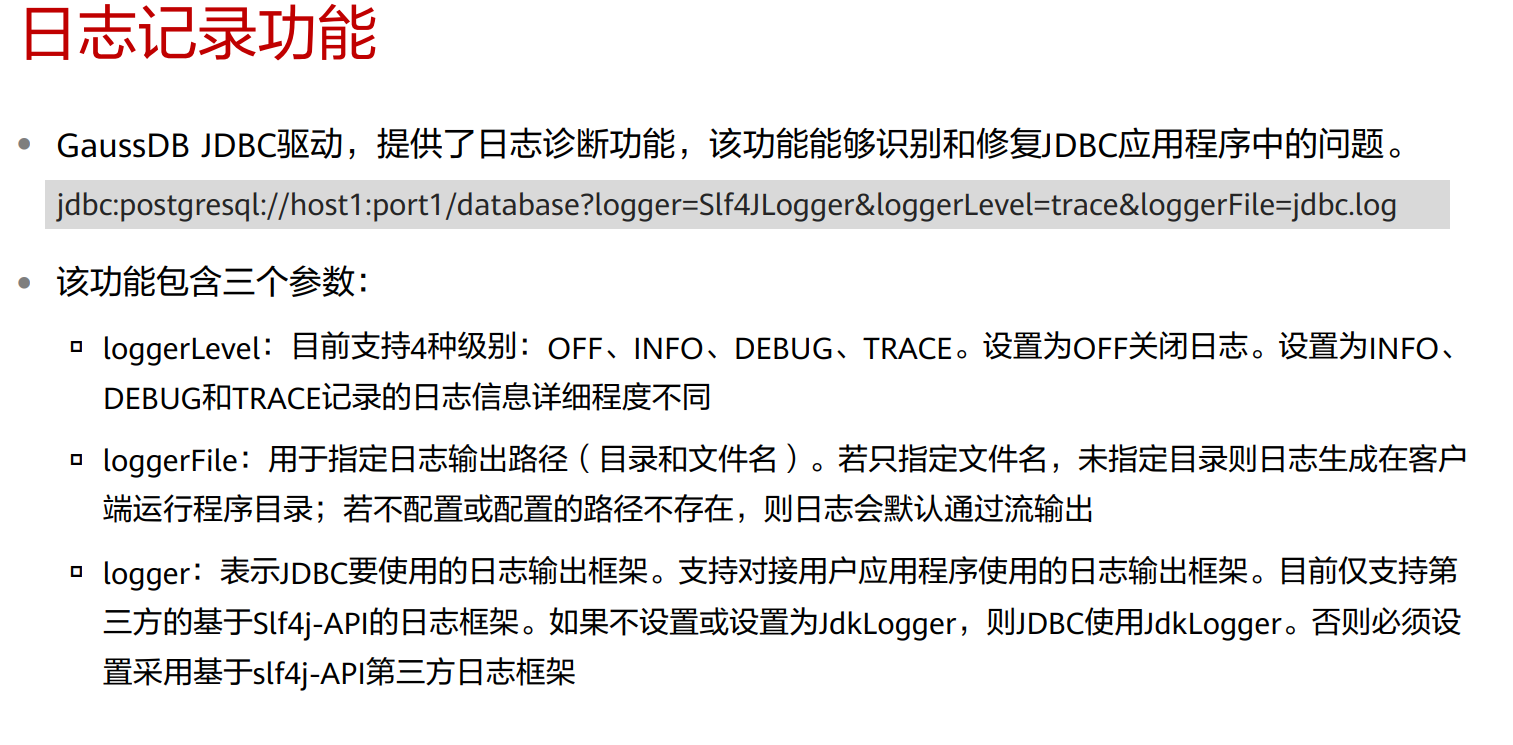 日志记录功能
GaussDB JDBC驱动，提供了日志诊断功能，该功能能够识别和修复JDBC应用程序中的问题。
jdbc:postgresql://host1:port1/database?logger=Slf4JLogger&loggerLevel=trace&loggerFile=jdbc.log
该功能包含三个参数：
loggerLevel：目前支持4种级别：OFF、INFO、DEBUG、TRACE。设置为OFF关闭日志。设置为INFO、
DEBUG和TRACE记录的日志信息详细程度不同
loggerFile：用于指定日志输出路径（目录和文件名）。若只指定文件名，未指定目录则日志生成在客户
端运行程序目录；若不配置或配置的路径不存在，则日志会默认通过流输出
logger：表示JDBC要使用的日志输出框架。支持对接用户应用程序使用的日志输出框架。目前仅支持第
三方的基于Slf4j-API的日志框架。如果不设置或设置为JdkLogger，则JDBC使用JdkLogger。否则必须设
置采用基于slf4j-API第三方日志框架